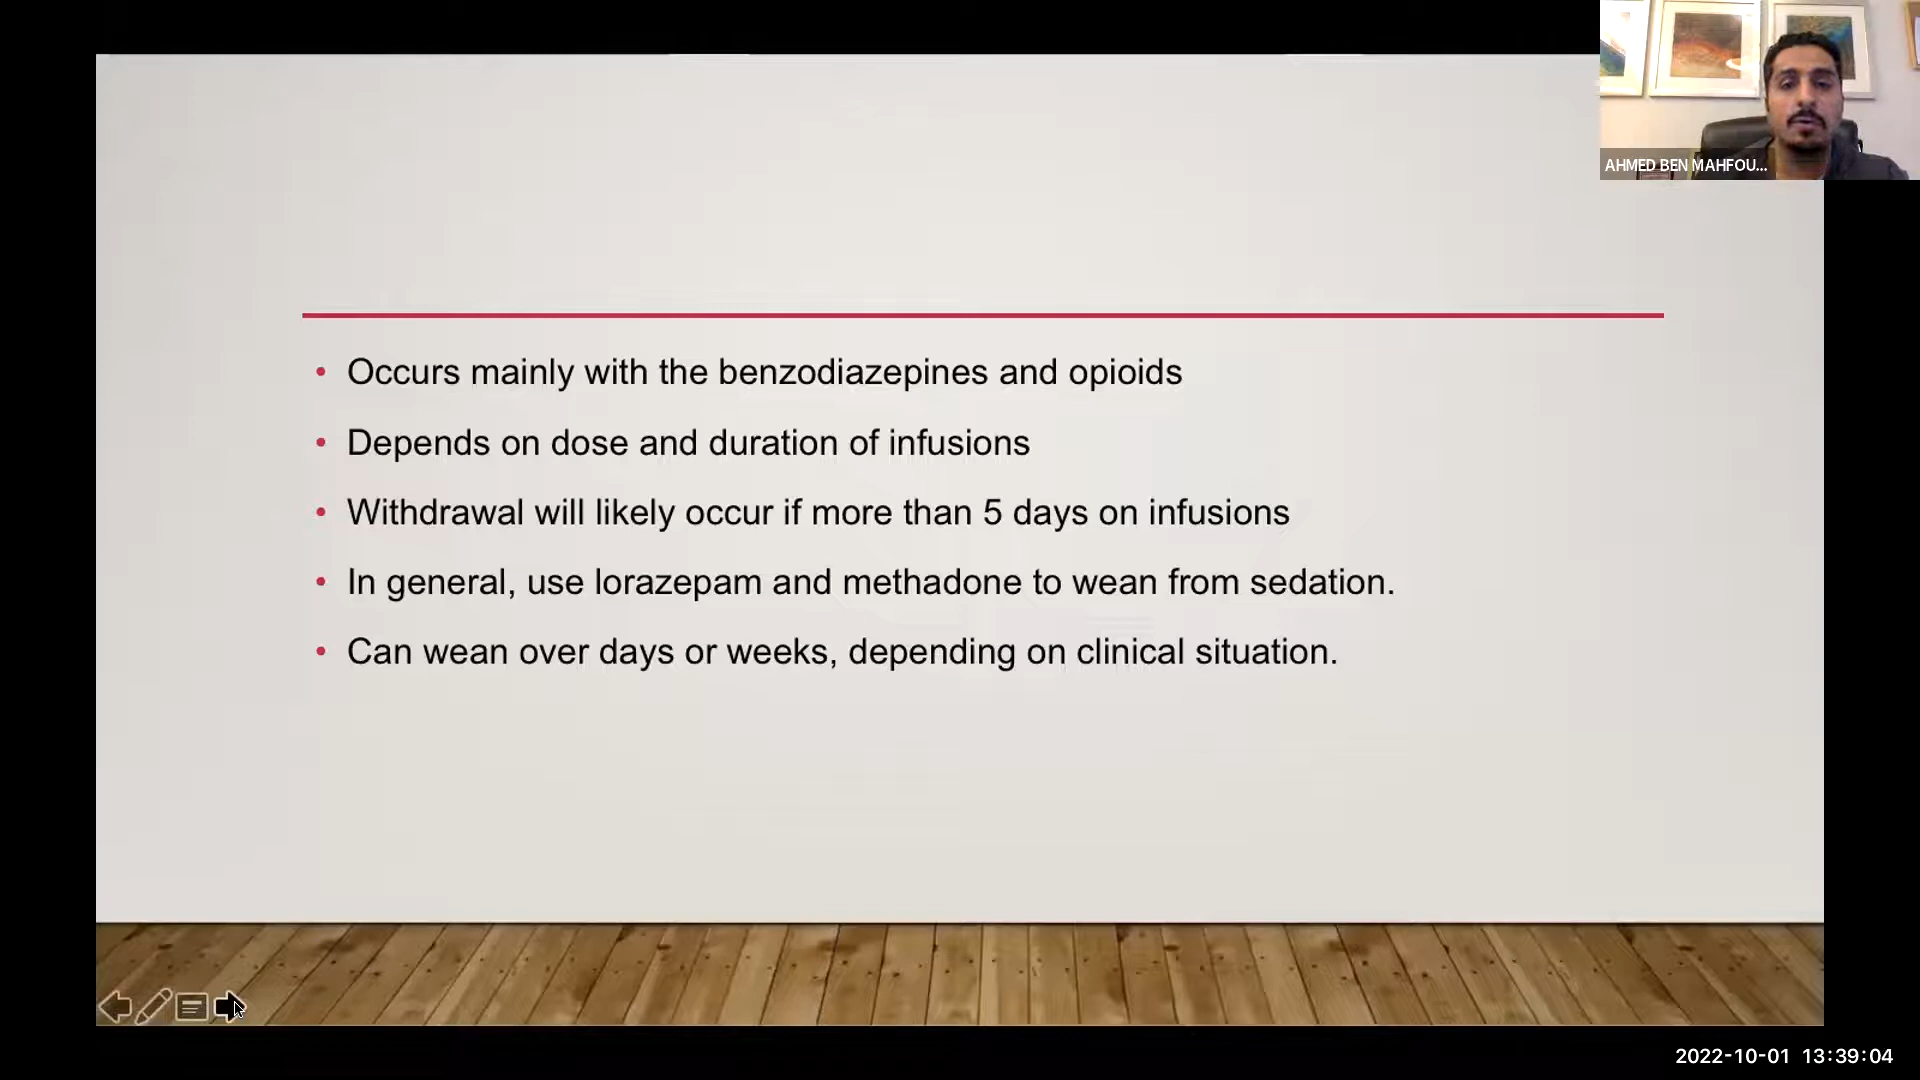 AHMED BEN MAHFOU...
• Occurs mainly with the benzodiazepines and opioids
• Depends on dose and duration of infusions
• Withdrawal will likely occur if more than 5 days on infusions
• In general, use lorazepam and methadone to wean from sedation.
• Can wean over days or weeks, depending on clinical situation.
2022-10-01 13:39:04